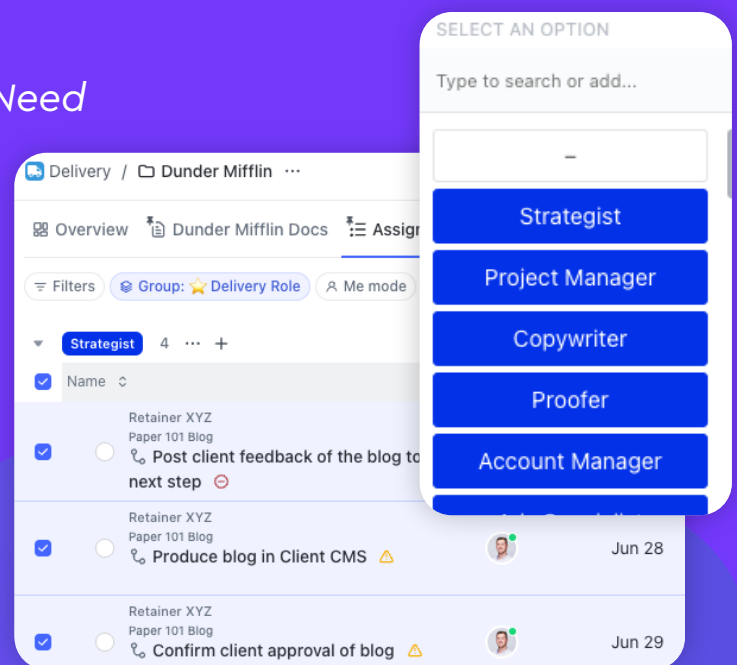 Need
SELECT AN OPTION
Type to search or add...
–
Strategist
Project Manager
Copywriter
Proofer
Account Manager
Delivery / Dunder Mifflin ...
Overview Dunder Mifflin Docs Assign
Filters Group: ⭐ Delivery Role Me mode
Strategist 4 ... +
Name
Retainer XYZ
Paper 101 Blog
Post client feedback of the blog to
next step
Retainer XYZ
Paper 101 Blog
Produce blog in Client CMS Jun 28
Retainer XYZ
Paper 101 Blog
Confirm client approval of blog Jun 29